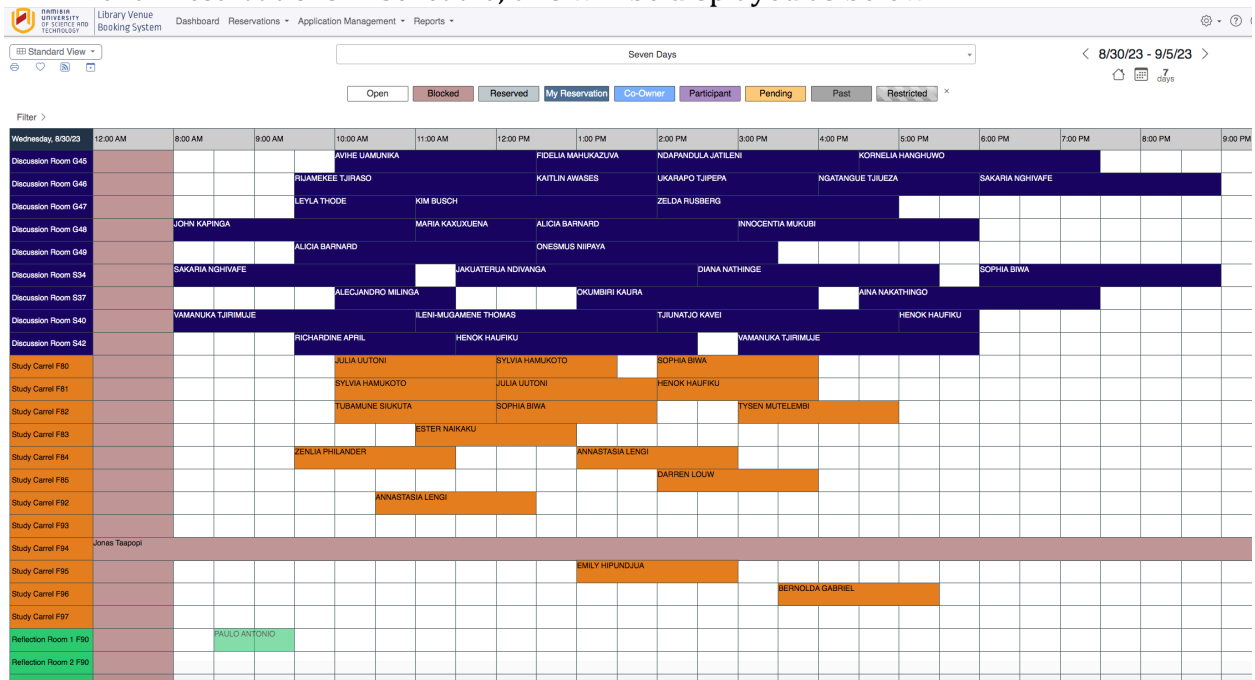 NAMIBIA
UNIVERSITY
OF SCIENCE AND
TECHNOLOGY
Library Venue
Booking System
Dashboard Reservations Application Management Reports
Standard View
Seven Days
8/30/23 - 9/5/23
7
days
Open Blocked Reserved My Reservation Co-Owner Participant Pending Past Restricted ×
Filter >
Wednesday, 8/30/23 12:00 AM 8:00 AM 9:00 AM 10:00 AM 11:00 AM 12:00 PM 1:00 PM 2:00 PM 3:00 PM 4:00 PM 5:00 PM 6:00 PM 7:00 PM 8:00 PM 9:00 PM
Discussion Room G45 AVIHE UAMUNIKA FIDELIA MAHUKAZUVA NDAPANDULA JATILENI KORNELIA HANGHUWO
Discussion Room G46 RIJAMEKEE TJIRASO KAITLIN AWASES UKARAPO TJIPEPA NGATANGUE TJIUEZA SAKARIA NGHIVAFE
Discussion Room G47 LEYLA THODE KIM BUSCH ZELDA RUSBERG
Discussion Room G48 JOHN KAPINGA MARIA KAXUXUENA ALICIA BARNARD INNOCENTIA MUKUBI
Discussion Room G49 ALICIA BARNARD ONESMUS NIIPAYA
Discussion Room S34 SAKARIA NGHIVAFE JAKUATERUA NDIVANGA DIANA NATHINGE SOPHIA BIWA
Discussion Room S37 ALECJANDRO MILINGA OKUMBIRI KAURA AINA NAKATHINGO
Discussion Room S40 VAMANUKA TJIRIMUJE ILENI-MUGAMENE THOMAS TJIUNATJO KAVEI HENOK HAUFIKU
Discussion Room S42 RICHARDINE APRIL HENOK HAUFIKU VAMANUKA TJIRIMUJE
Study Carrel F80 JULIA UUTONI SYLVIA HAMUKOTO SOPHIA BIWA
Study Carrel F81 SYLVIA HAMUKOTO JULIA UUTONI HENOK HAUFIKU
Study Carrel F82 TUBAMUNE SIUKUTA SOPHIA BIWA TYSEN MUTELEMBI
Study Carrel F83 ESTER NAIKAKU
Study Carrel F84 ZENLIA PHILANDER ANNASTASIA LENGI
Study Carrel F85 DARREN LOUW
Study Carrel F92 ANNASTASIA LENGI
Study Carrel F93
Study Carrel F94 Jonas Taapopi
Study Carrel F95 EMILY HIPUNDJUA
Study Carrel F96 BERNOLDA GABRIEL
Study Carrel F97
Reflection Room 1 F90 PAULO ANTONIO
Reflection Room 2 F90